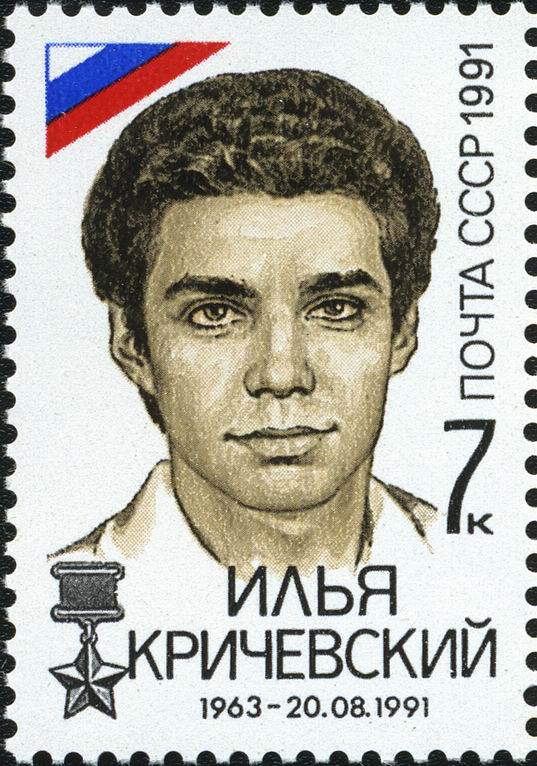 ПОЧТА СССР 1991
7к
ИЛЬЯ
КРИЧЕВСКИЙ
1963-20.08.1991